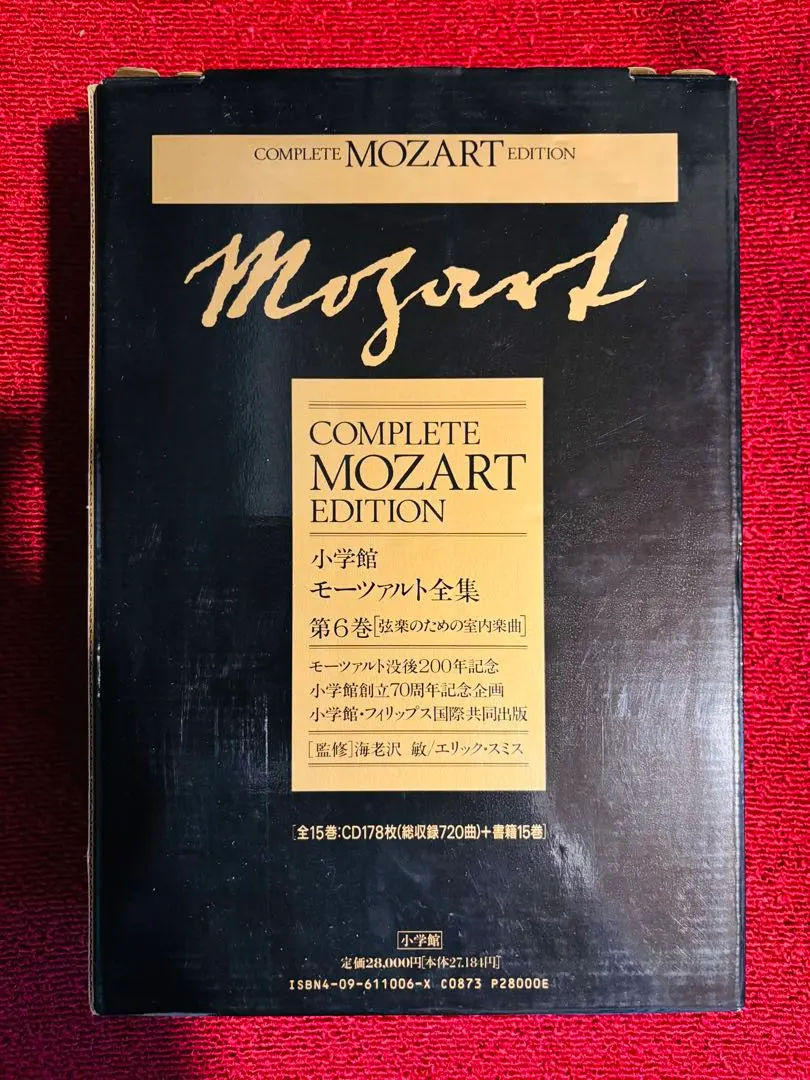 COMPLETE MOZART EDITION
Mozart
COMPLETE
MOZART
EDITION
小学館
モーツァルト全集
第6巻[弦楽のための室内楽曲]
モーツァルト没後200年記念
小学館創立70周年記念企画
小学館・フィリップス国際共同出版
[監修]海老沢 敏/エリック・スミス
[全15巻:CD178枚(総収録720曲)+書籍15巻]
小学館
定価28,000円[本体27,184円]
ISBN4-09-611006-X C0873 P28000E